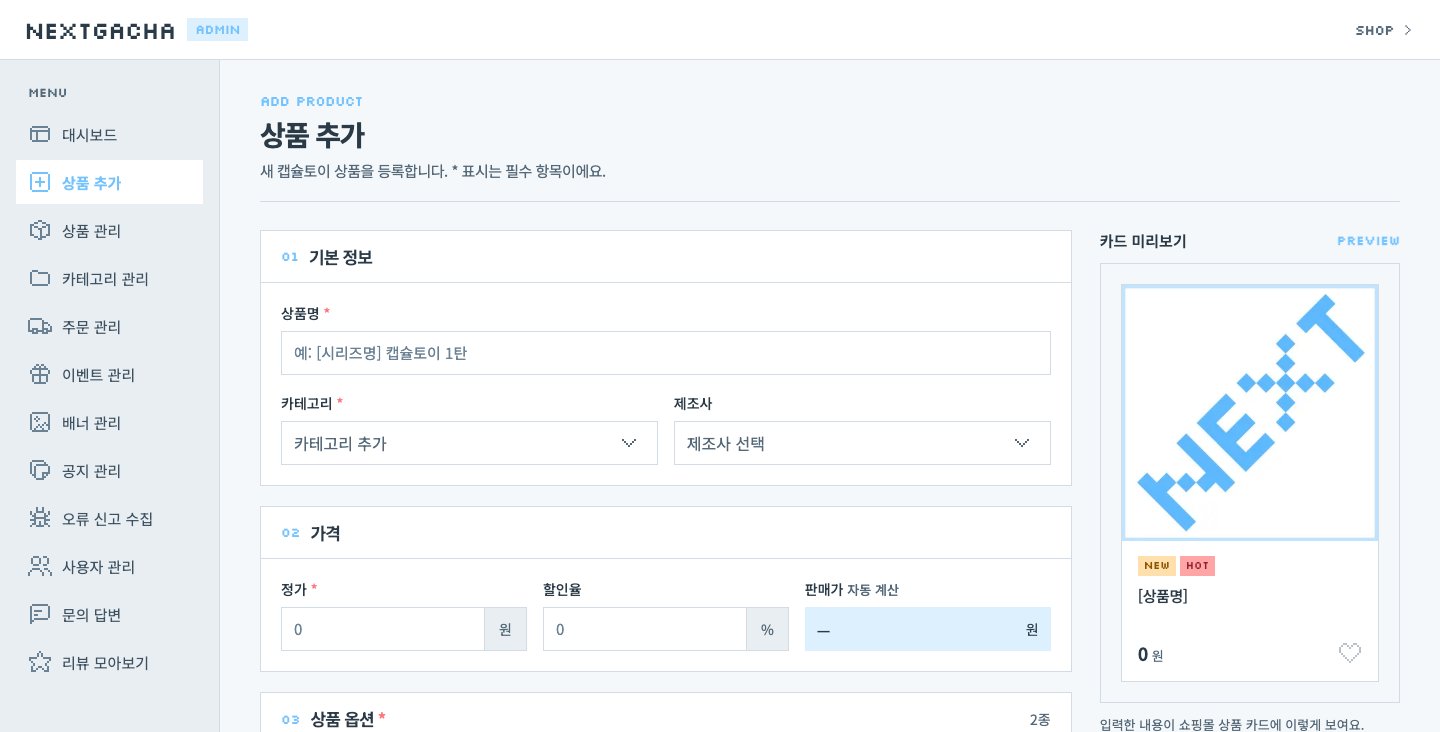 NEXTGACHA ADMIN SHOP
MENU
대시보드
상품 추가
상품 관리
카테고리 관리
주문 관리
이벤트 관리
배너 관리
공지 관리
오류 신고 수집
사용자 관리
문의 답변
리뷰 모아보기
ADD PRODUCT
상품 추가
새 캡슐토이 상품을 등록합니다. * 표시는 필수 항목이에요.
01 기본 정보
상품명 *
예: [시리즈명] 캡슐토이 1탄
카테고리 * 제조사
카테고리 추가 제조사 선택
02 가격
정가 * 할인율 판매가 자동 계산
0 원 0 % — 원
03 상품 옵션 * 2종
카드 미리보기 PREVIEW
NEXT
NEW HOT
[상품명]
0 원
입력한 내용이 쇼핑몰 상품 카드에 이렇게 보여요.